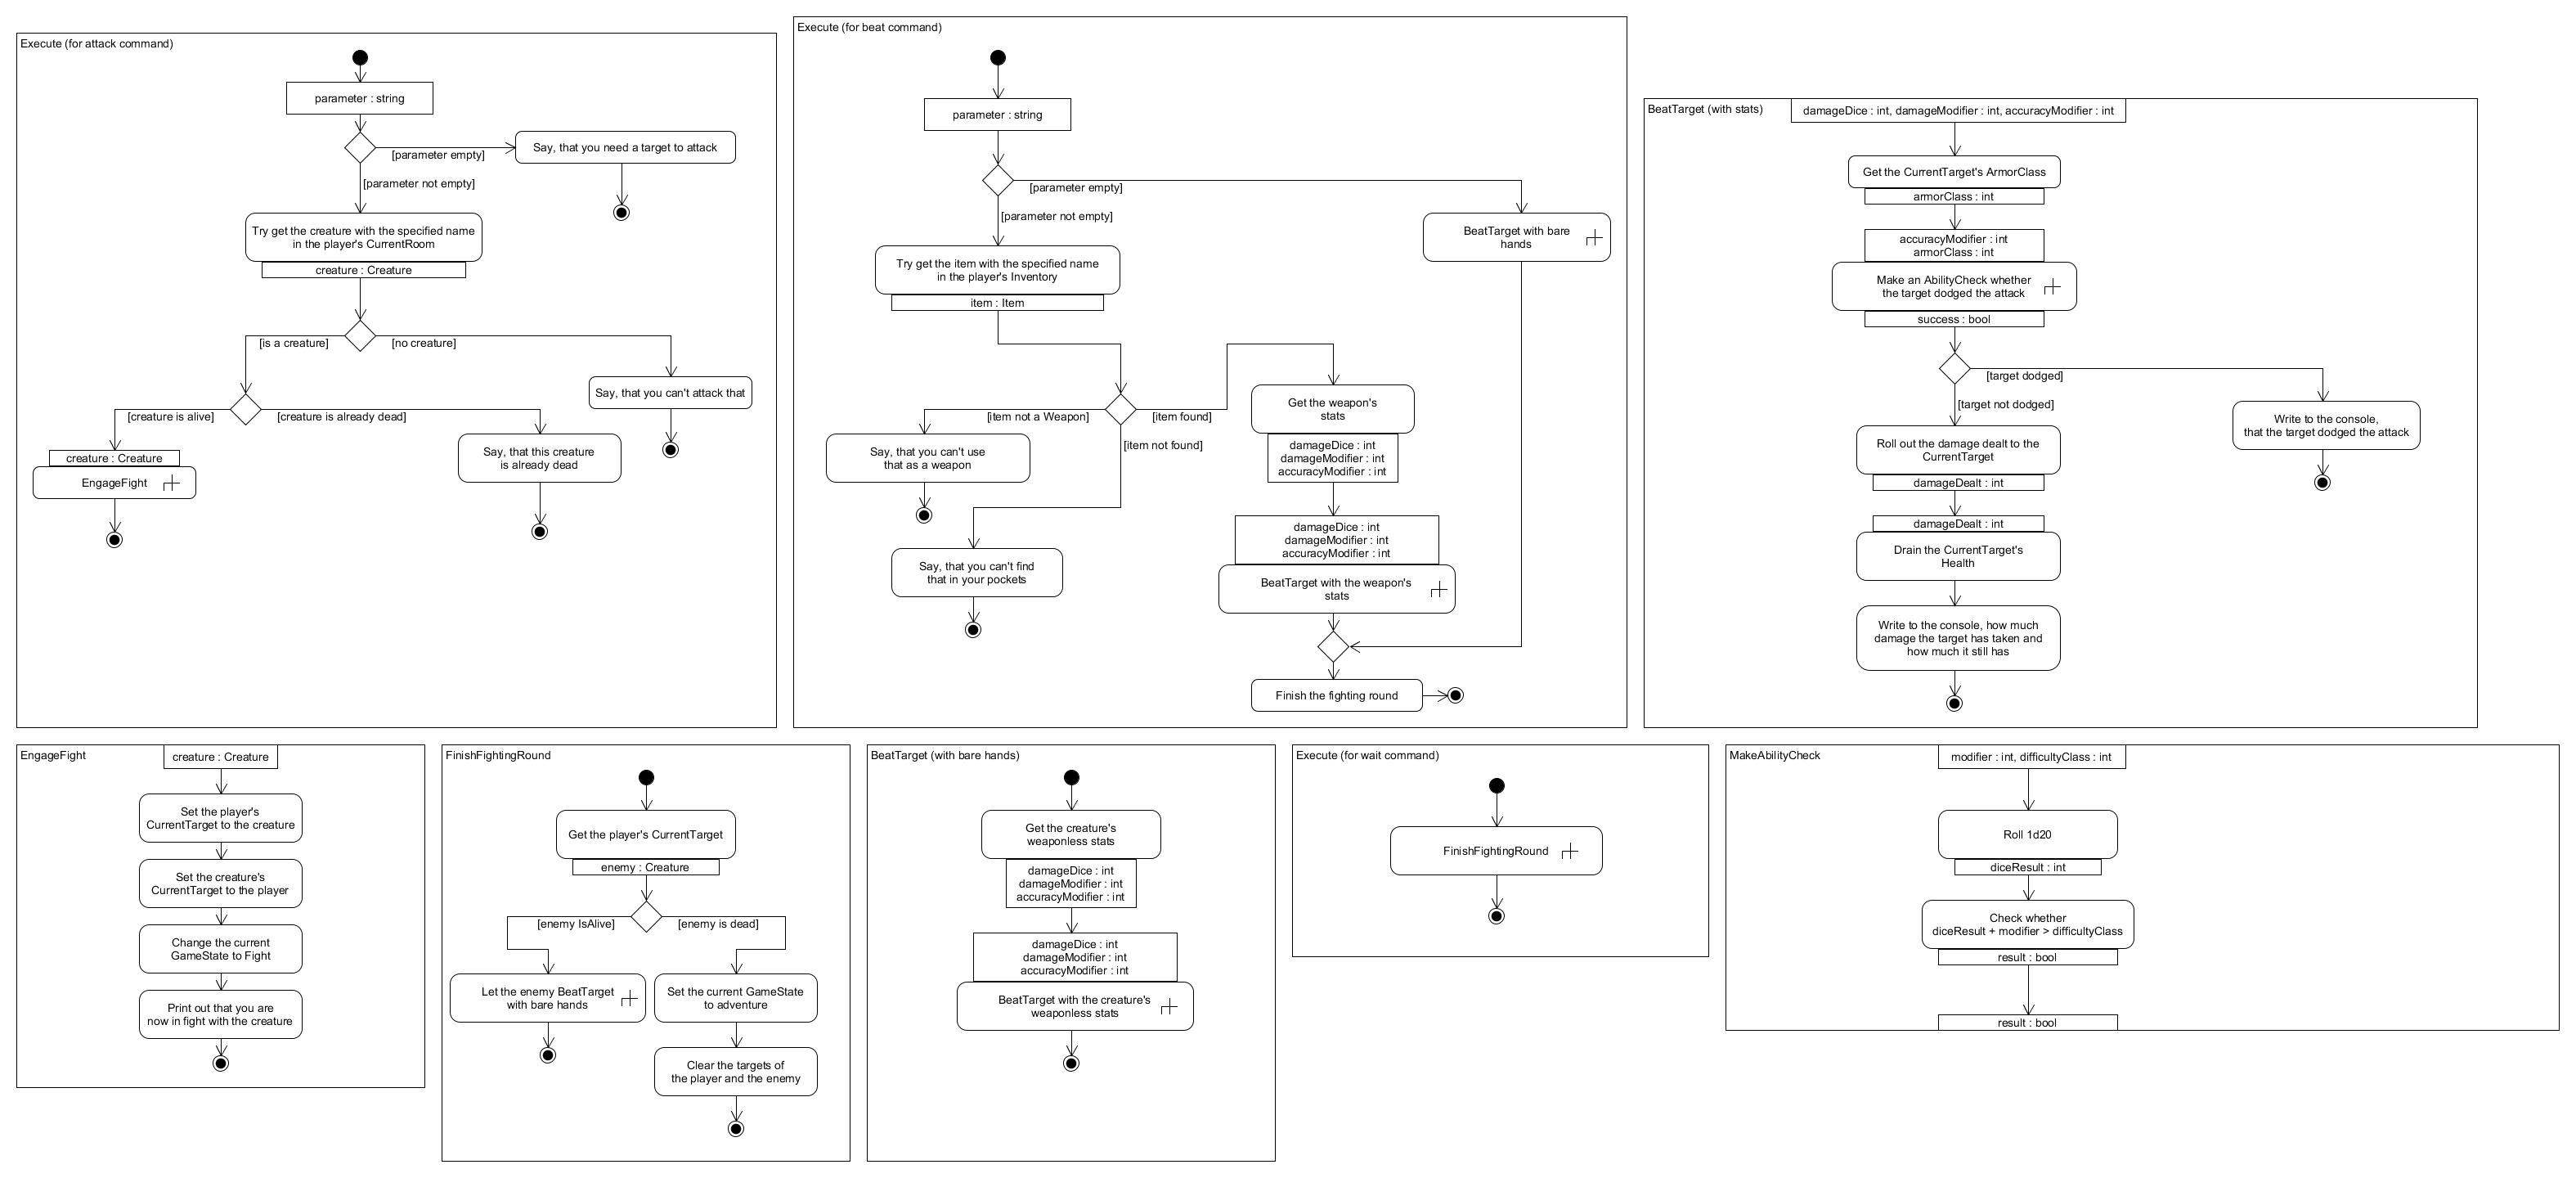 Execute (for attack command)
parameter : string
[parameter empty]
Say, that you need a target to attack
[parameter not empty]
Try get the creature with the specified name
in the player's CurrentRoom
creature : Creature
[is a creature]
[no creature]
Say, that you can't attack that
[creature is alive]
[creature is already dead]
creature : Creature
EngageFight
Say, that this creature
is already dead
Execute (for beat command)
parameter : string
[parameter empty]
[parameter not empty]
BeatTarget with bare
hands
Try get the item with the specified name
in the player's Inventory
item : Item
[item not a Weapon]
[item found]
[item not found]
Say, that you can't use
that as a weapon
Say, that you can't find
that in your pockets
Get the weapon's
stats
damageDice : int
damageModifier : int
accuracyModifier : int
damageDice : int
damageModifier : int
accuracyModifier : int
BeatTarget with the weapon's
stats
Finish the fighting round
BeatTarget (with stats)
damageDice : int, damageModifier : int, accuracyModifier : int
Get the CurrentTarget's ArmorClass
armorClass : int
accuracyModifier : int
armorClass : int
Make an AbilityCheck whether
the target dodged the attack
success : bool
[target dodged]
[target not dodged]
Write to the console,
that the target dodged the attack
Roll out the damage dealt to the
CurrentTarget
damageDealt : int
damageDealt : int
Drain the CurrentTarget's
Health
Write to the console, how much
damage the target has taken and
how much it still has
EngageFight
creature : Creature
Set the player's
CurrentTarget to the creature
Set the creature's
CurrentTarget to the player
Change the current
GameState to Fight
Print out that you are
now in fight with the creature
FinishFightingRound
Get the player's CurrentTarget
enemy : Creature
[enemy IsAlive]
[enemy is dead]
Let the enemy BeatTarget
with bare hands
Set the current GameState
to adventure
Clear the targets of
the player and the enemy
BeatTarget (with bare hands)
Get the creature's
weaponless stats
damageDice : int
damageModifier : int
accuracyModifier : int
damageDice : int
damageModifier : int
accuracyModifier : int
BeatTarget with the creature's
weaponless stats
Execute (for wait command)
FinishFightingRound
MakeAbilityCheck
modifier : int, difficultyClass : int
Roll 1d20
diceResult : int
Check whether
diceResult + modifier > difficultyClass
result : bool
result : bool